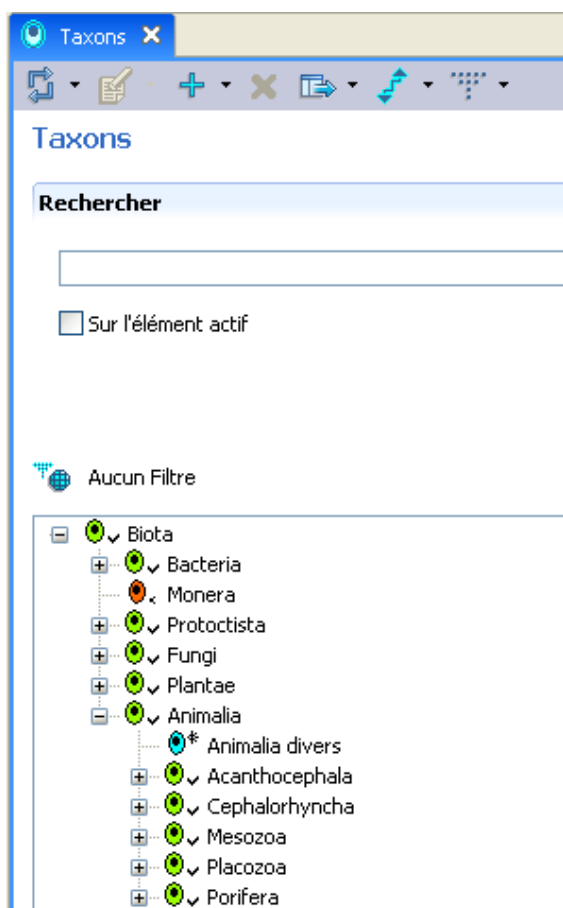 Taxons
Taxons
Rechercher
Sur l'élément actif
Aucun Filtre
Biota
Bacteria
Monera
Protoctista
Fungi
Plantae
Animalia
Animalia divers
Acanthocephala
Cephalorhyncha
Mesozoa
Placozoa
Porifera